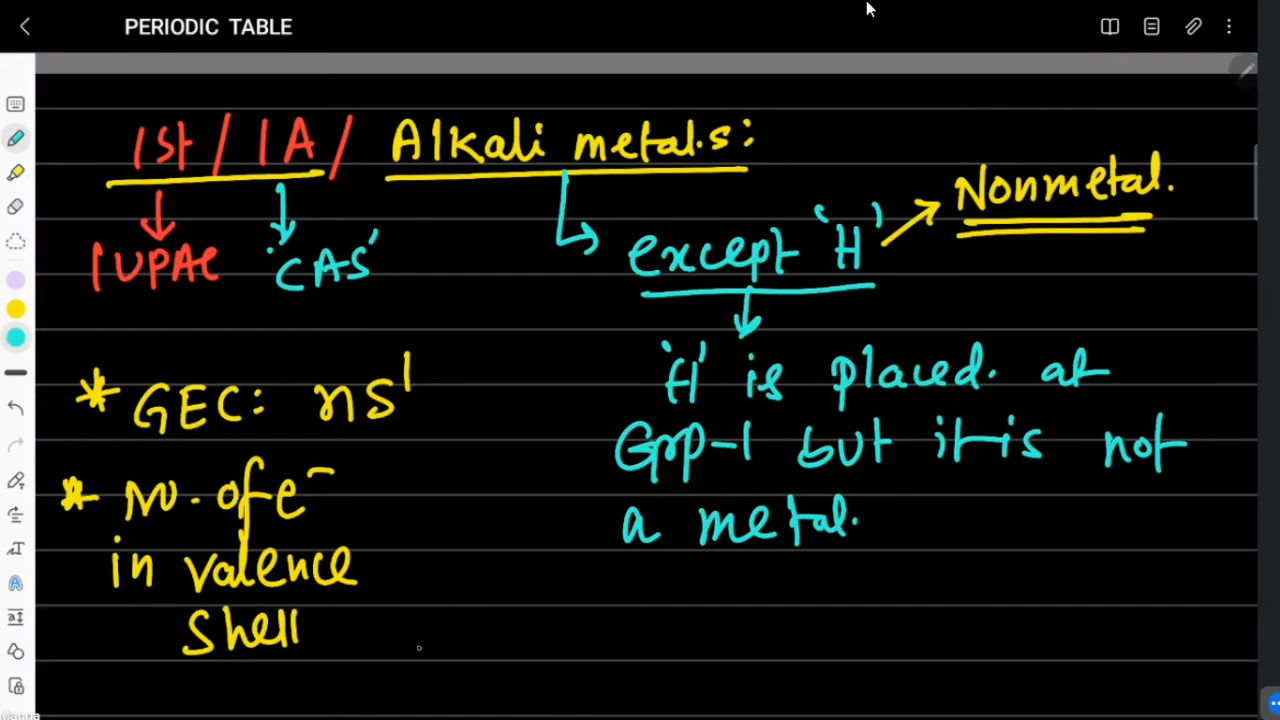 PERIODIC TABLE
1st / IA / Alkali metals:
IUPAC 'CAS'
except 'H'
Nonmetal.
'H' is placed. at
Grp-1 but it is not
a metal.
* GEC: ns¹
* No. of e⁻
in valence
shell